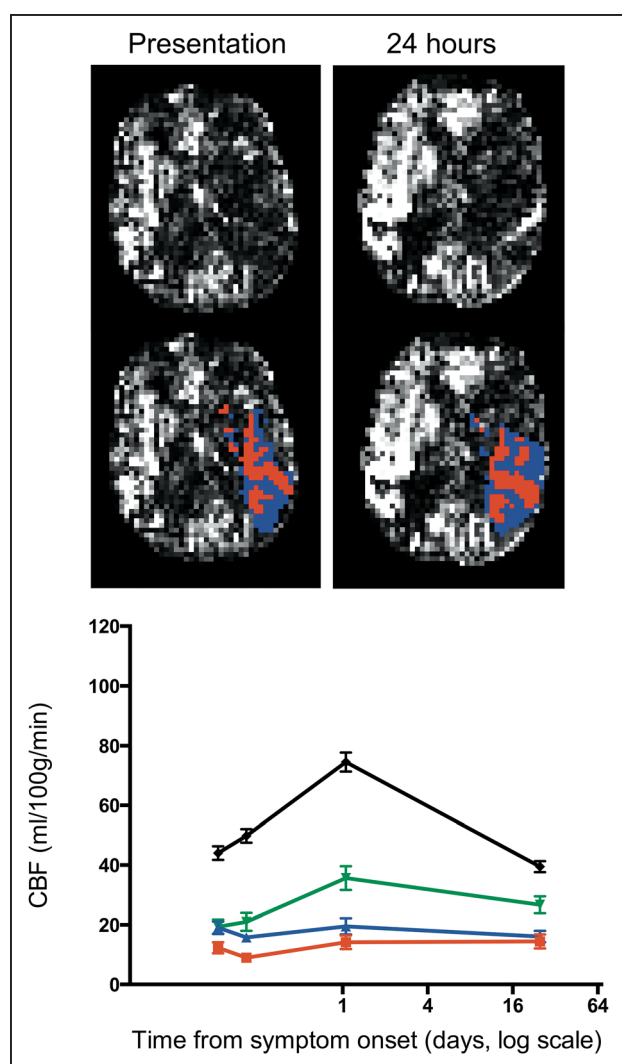 Presentation
24 hours
120
100
80
60
40
20
0
CBF (ml/100g/min)
1
4
16
64
Time from symptom onset (days, log scale)